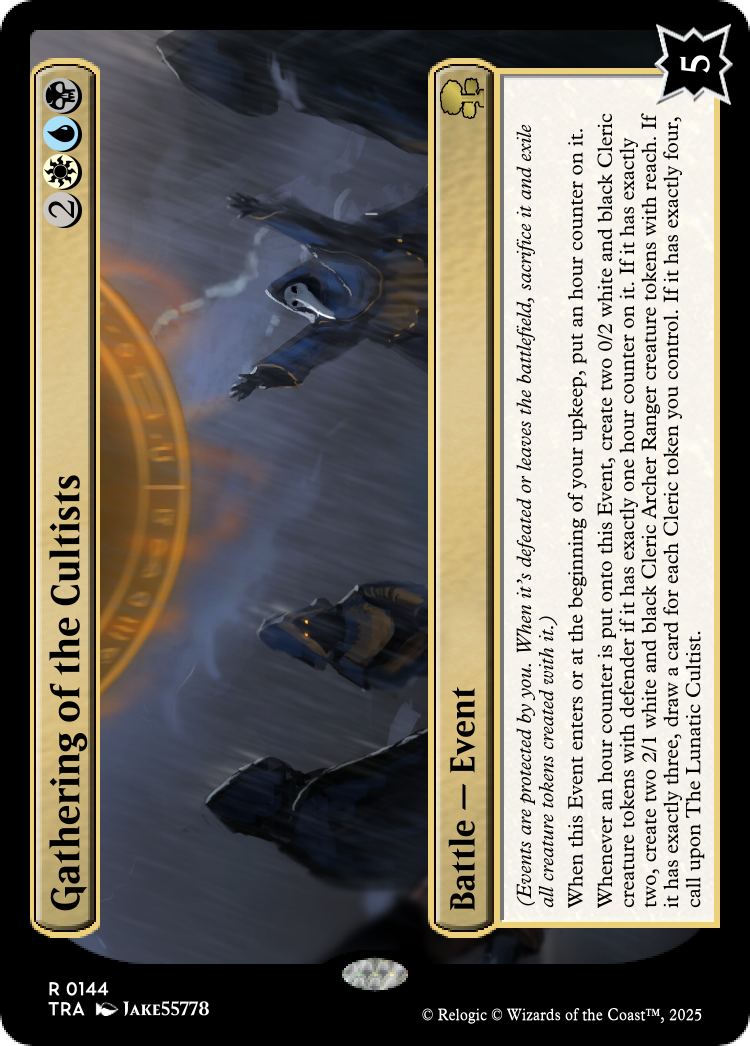 Gathering of the Cultists
2
Battle — Event
(Events are protected by you. When it's defeated or leaves the battlefield, sacrifice it and exile
all creature tokens created with it.)
When this Event enters or at the beginning of your upkeep, put an hour counter on it.
Whenever an hour counter is put onto this Event, create two 0/2 white and black Cleric
creature tokens with defender if it has exactly one hour counter on it. If it has exactly
two, create two 2/1 white and black Cleric Archer Ranger creature tokens with reach. If
it has exactly three, draw a card for each Cleric token you control. If it has exactly four,
call upon The Lunatic Cultist.
5
R 0144
TRA Jake55778
© Relogic © Wizards of the Coast™, 2025